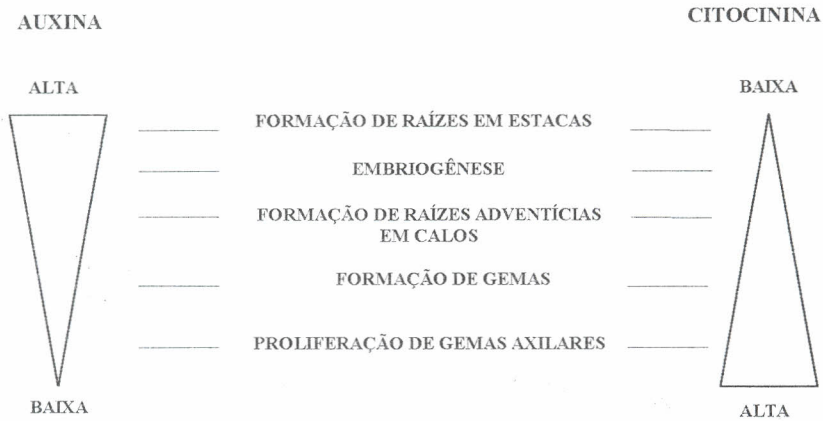 AUXINA
CITOCININA
ALTA
BAIXA
FORMAÇÃO DE RAÍZES EM ESTACAS
EMBRIOGÊNESE
FORMAÇÃO DE RAÍZES ADVENTÍCIAS
EM CALOS
FORMAÇÃO DE GEMAS
PROLIFERAÇÃO DE GEMAS AXILARES
BAIXA
ALTA